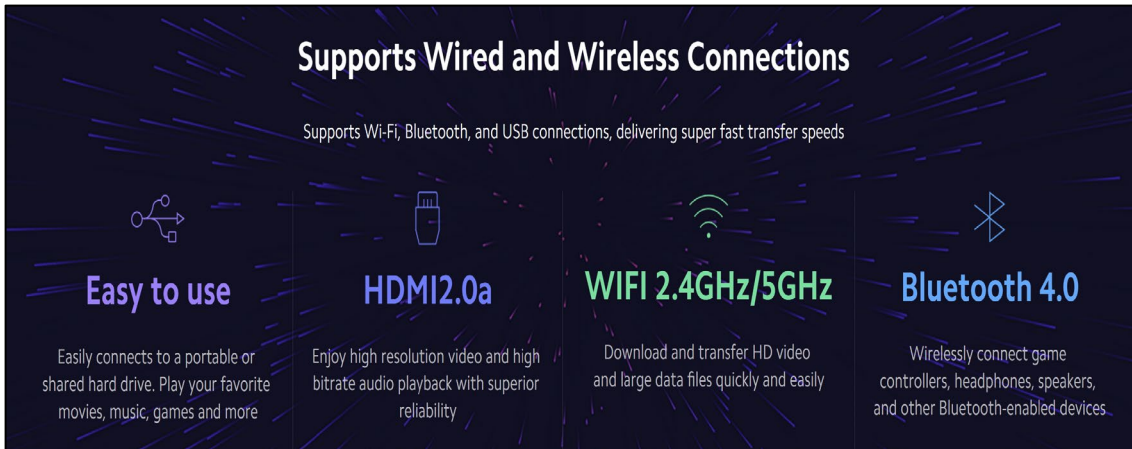 Supports Wired and Wireless Connections
Supports Wi-Fi, Bluetooth, and USB connections, delivering super fast transfer speeds
Easy to use
Easily connects to a portable or
shared hard drive. Play your favorite
movies, music, games and more
HDMI2.0a
Enjoy high resolution video and high
bitrate audio playback with superior
reliability
WIFI 2.4GHz/5GHz
Download and transfer HD video
and large data files quickly and easily
Bluetooth 4.0
Wirelessly connect game
controllers, headphones, speakers,
and other Bluetooth-enabled devices